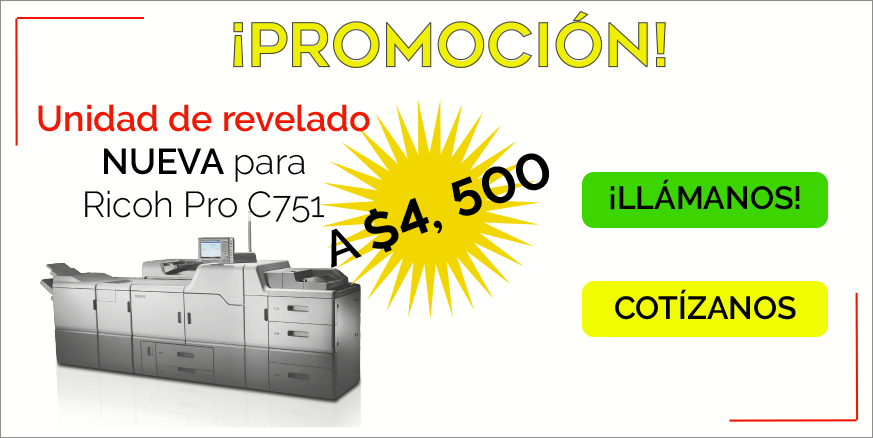 ¡PROMOCIÓN!
Unidad de revelado
NUEVA para
Ricoh Pro C751
A $4, 500
¡LLÁMANOS!
COTÍZANOS